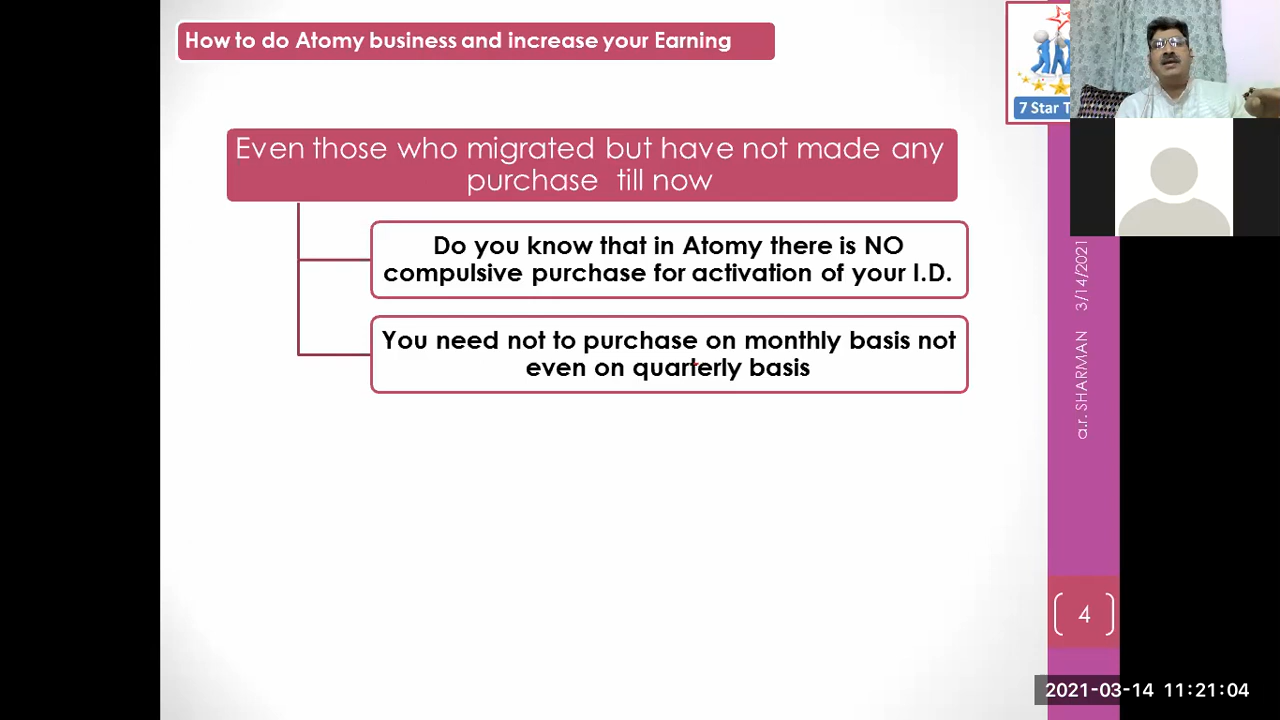 How to do Atomy business and increase your Earning
7 Star T
Even those who migrated but have not made any
purchase till now
Do you know that in Atomy there is NO
compulsive purchase for activation of your I.D.
You need not to purchase on monthly basis not
even on quarterly basis
a.r. SHARMAN 3/14/2021
4
2021-03-14 11:21:04